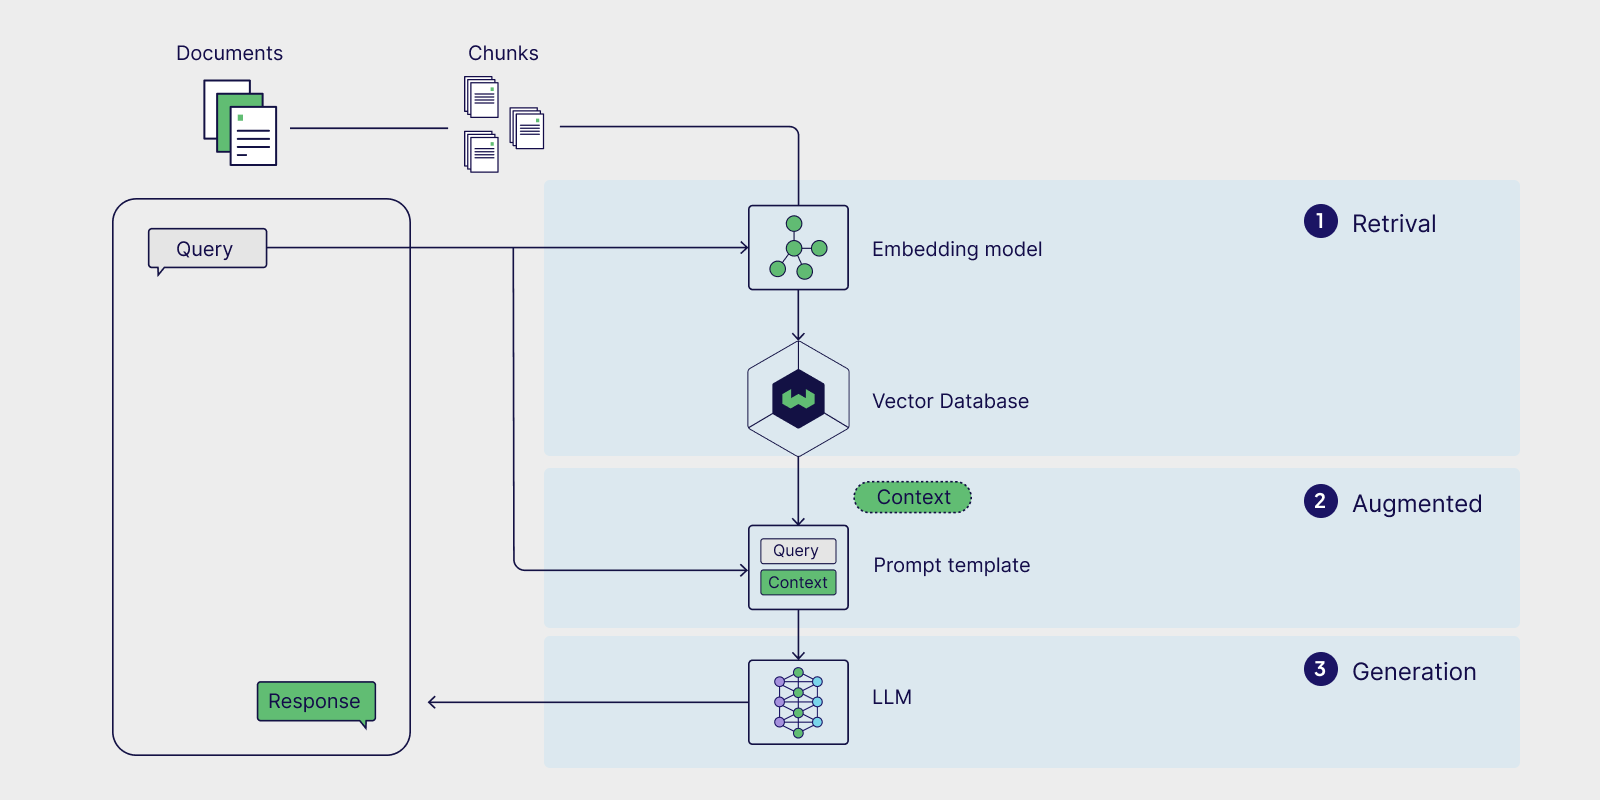 Documents
Chunks
Query
Embedding model
1 Retrival
Vector Database
Context
2 Augmented
Query
Context
Prompt template
3 Generation
Response
LLM